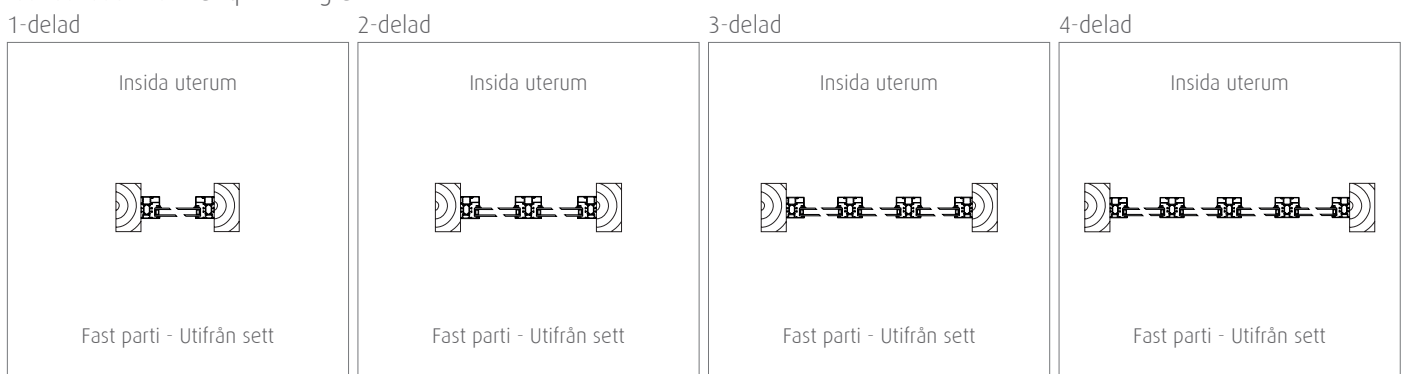 1-delad
2-delad
3-delad
4-delad
Insida uterum
Insida uterum
Insida uterum
Insida uterum
Fast parti - Utifrån sett
Fast parti - Utifrån sett
Fast parti - Utifrån sett
Fast parti - Utifrån sett